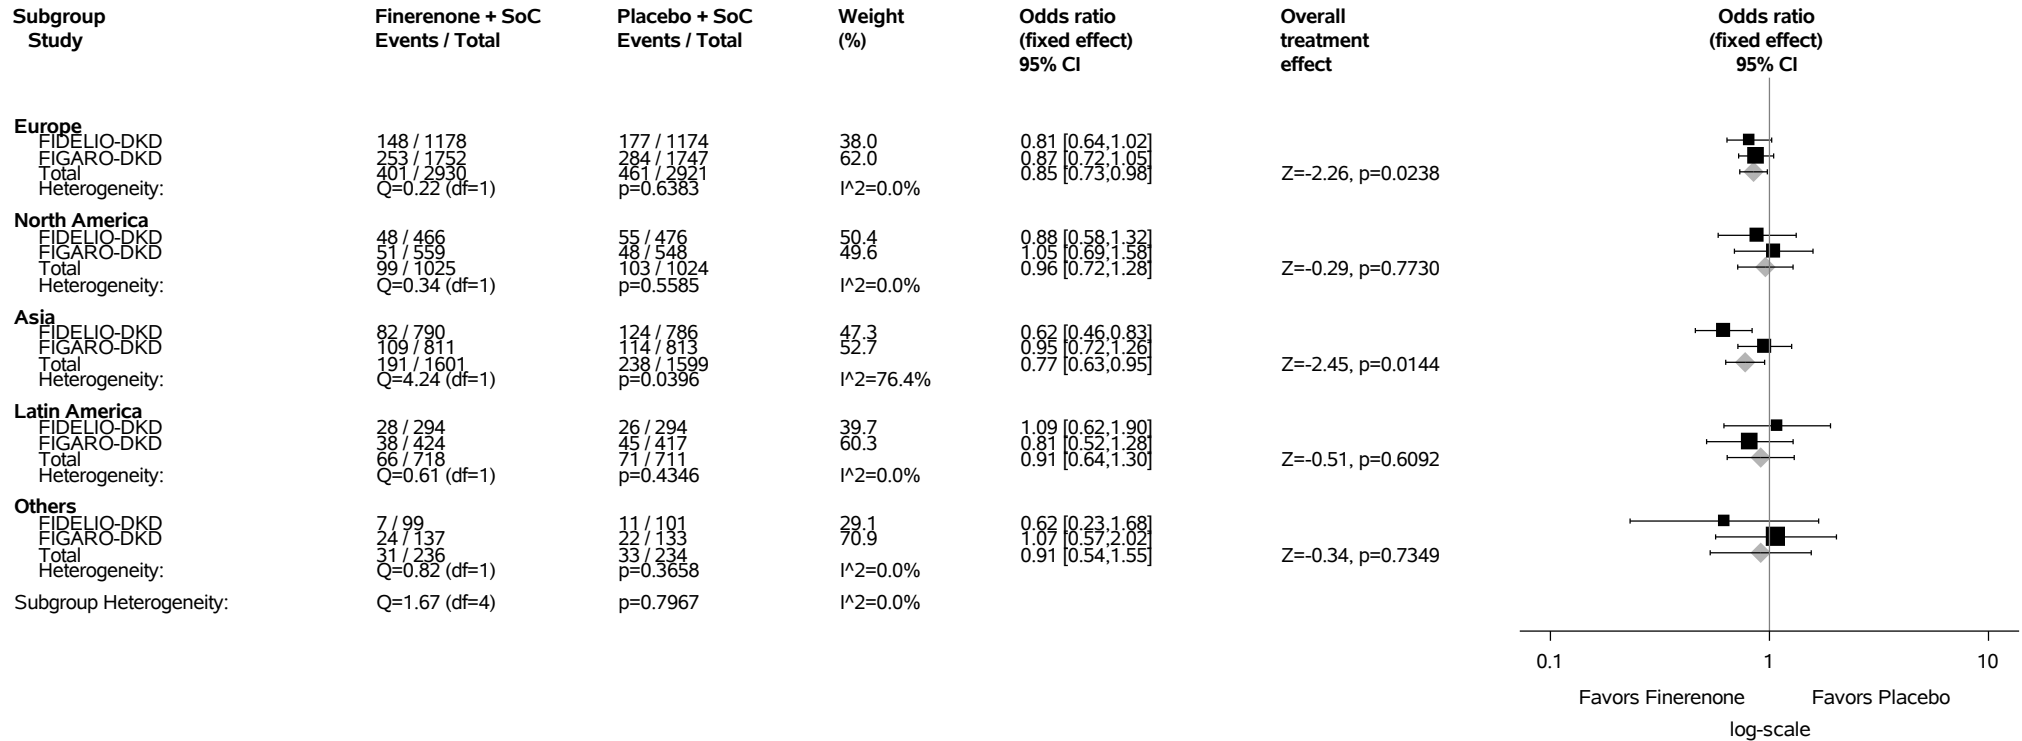 Subgroup Finerenone + SoC Placebo + SoC Weight Odds ratio Overall Odds ratio
Study Events / Total Events / Total (%) (fixed effect) treatment (fixed effect)
95% CI effect 95% CI
Europe
FIDELIO-DKD 148 / 1178 177 / 1174 38.0 0.81 [0.64,1.02]
FIGARO-DKD 253 / 1752 284 / 1747 62.0 0.87 [0.72,1.05]
Total 401 / 2930 461 / 2921 0.85 [0.73,0.98] Z=-2.26, p=0.0238
Heterogeneity: Q=0.22 (df=1) p=0.6383 I^2=0.0%
North America
FIDELIO-DKD 48 / 466 55 / 476 50.4 0.88 [0.58,1.32]
FIGARO-DKD 51 / 559 48 / 548 49.6 1.05 [0.69,1.58]
Total 99 / 1025 103 / 1024 0.96 [0.72,1.28] Z=-0.29, p=0.7730
Heterogeneity: Q=0.34 (df=1) p=0.5585 I^2=0.0%
Asia
FIDELIO-DKD 82 / 790 124 / 786 47.3 0.62 [0.46,0.83]
FIGARO-DKD 109 / 811 114 / 813 52.7 0.95 [0.72,1.26]
Total 191 / 1601 238 / 1599 0.77 [0.63,0.95] Z=-2.45, p=0.0144
Heterogeneity: Q=4.24 (df=1) p=0.0396 I^2=76.4%
Latin America
FIDELIO-DKD 28 / 294 26 / 294 39.7 1.09 [0.62,1.90]
FIGARO-DKD 38 / 424 45 / 417 60.3 0.81 [0.52,1.28]
Total 66 / 718 71 / 711 0.91 [0.64,1.30] Z=-0.51, p=0.6092
Heterogeneity: Q=0.61 (df=1) p=0.4346 I^2=0.0%
Others
FIDELIO-DKD 7 / 99 11 / 101 29.1 0.62 [0.23,1.68]
FIGARO-DKD 24 / 137 22 / 133 70.9 1.07 [0.57,2.02]
Total 31 / 236 33 / 234 0.91 [0.54,1.55] Z=-0.34, p=0.7349
Heterogeneity: Q=0.82 (df=1) p=0.3658 I^2=0.0%
Subgroup Heterogeneity: Q=1.67 (df=4) p=0.7967 I^2=0.0%
0.1 1 10
Favors Finerenone Favors Placebo
log-scale